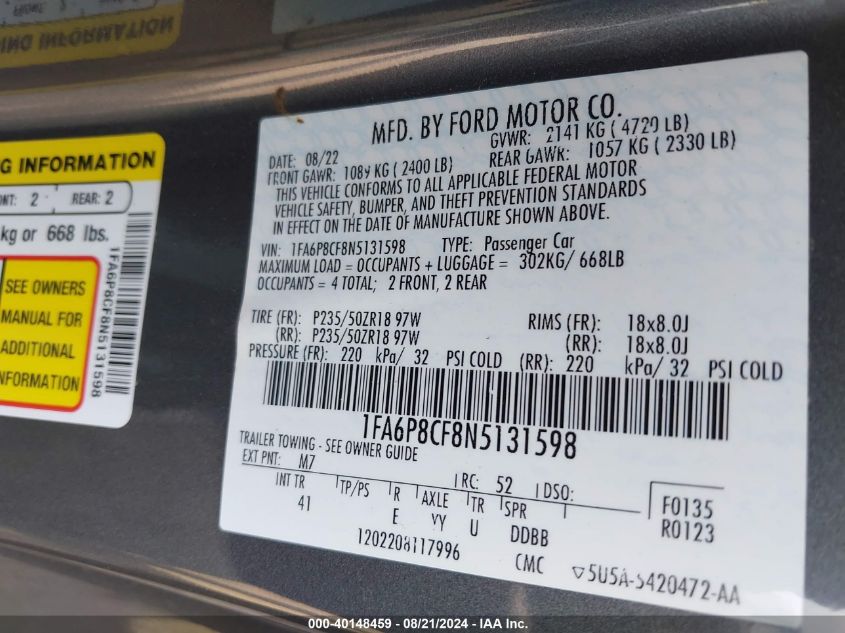 NG INFORMATION
NG INFORMATION
NT: 2 REAR: 2
kg or 668 lbs.
SEE OWNERS
MANUAL FOR
ADDITIONAL
NFORMATION
1FA6P8CF8N5131598
MFD. BY FORD MOTOR CO.
DATE: 08/22 GVWR: 2141 KG ( 4720 LB)
FRONT GAWR: 1089 KG ( 2400 LB) REAR GAWR: 1057 KG ( 2330 LB)
THIS VEHICLE CONFORMS TO ALL APPLICABLE FEDERAL MOTOR
VEHICLE SAFETY, BUMPER, AND THEFT PREVENTION STANDARDS
IN EFFECT ON THE DATE OF MANUFACTURE SHOWN ABOVE.
VIN: 1FA6P8CF8N5131598 TYPE: Passenger Car
MAXIMUM LOAD = OCCUPANTS + LUGGAGE = 302KG/ 668LB
OCCUPANTS = 4 TOTAL; 2 FRONT, 2 REAR
TIRE (FR): P235/50ZR18 97W RIMS (FR): 18x8.0J
(RR): P235/50ZR18 97W (RR): 18x8.0J
PRESSURE (FR): 220 kPa/ 32 PSI COLD (RR): 220 kPa/ 32 PSI COLD
1FA6P8CF8N5131598
TRAILER TOWING - SEE OWNER GUIDE
EXT PNT: M7 RC: 52 DSO: F0135
INT TR TP/PS R AXLE TR SPR R0123
41 E YY U DDBB
1202208117996 CMC 5U5A-5420472-AA
000-40148459 - 08/21/2024 - IAAI Inc.